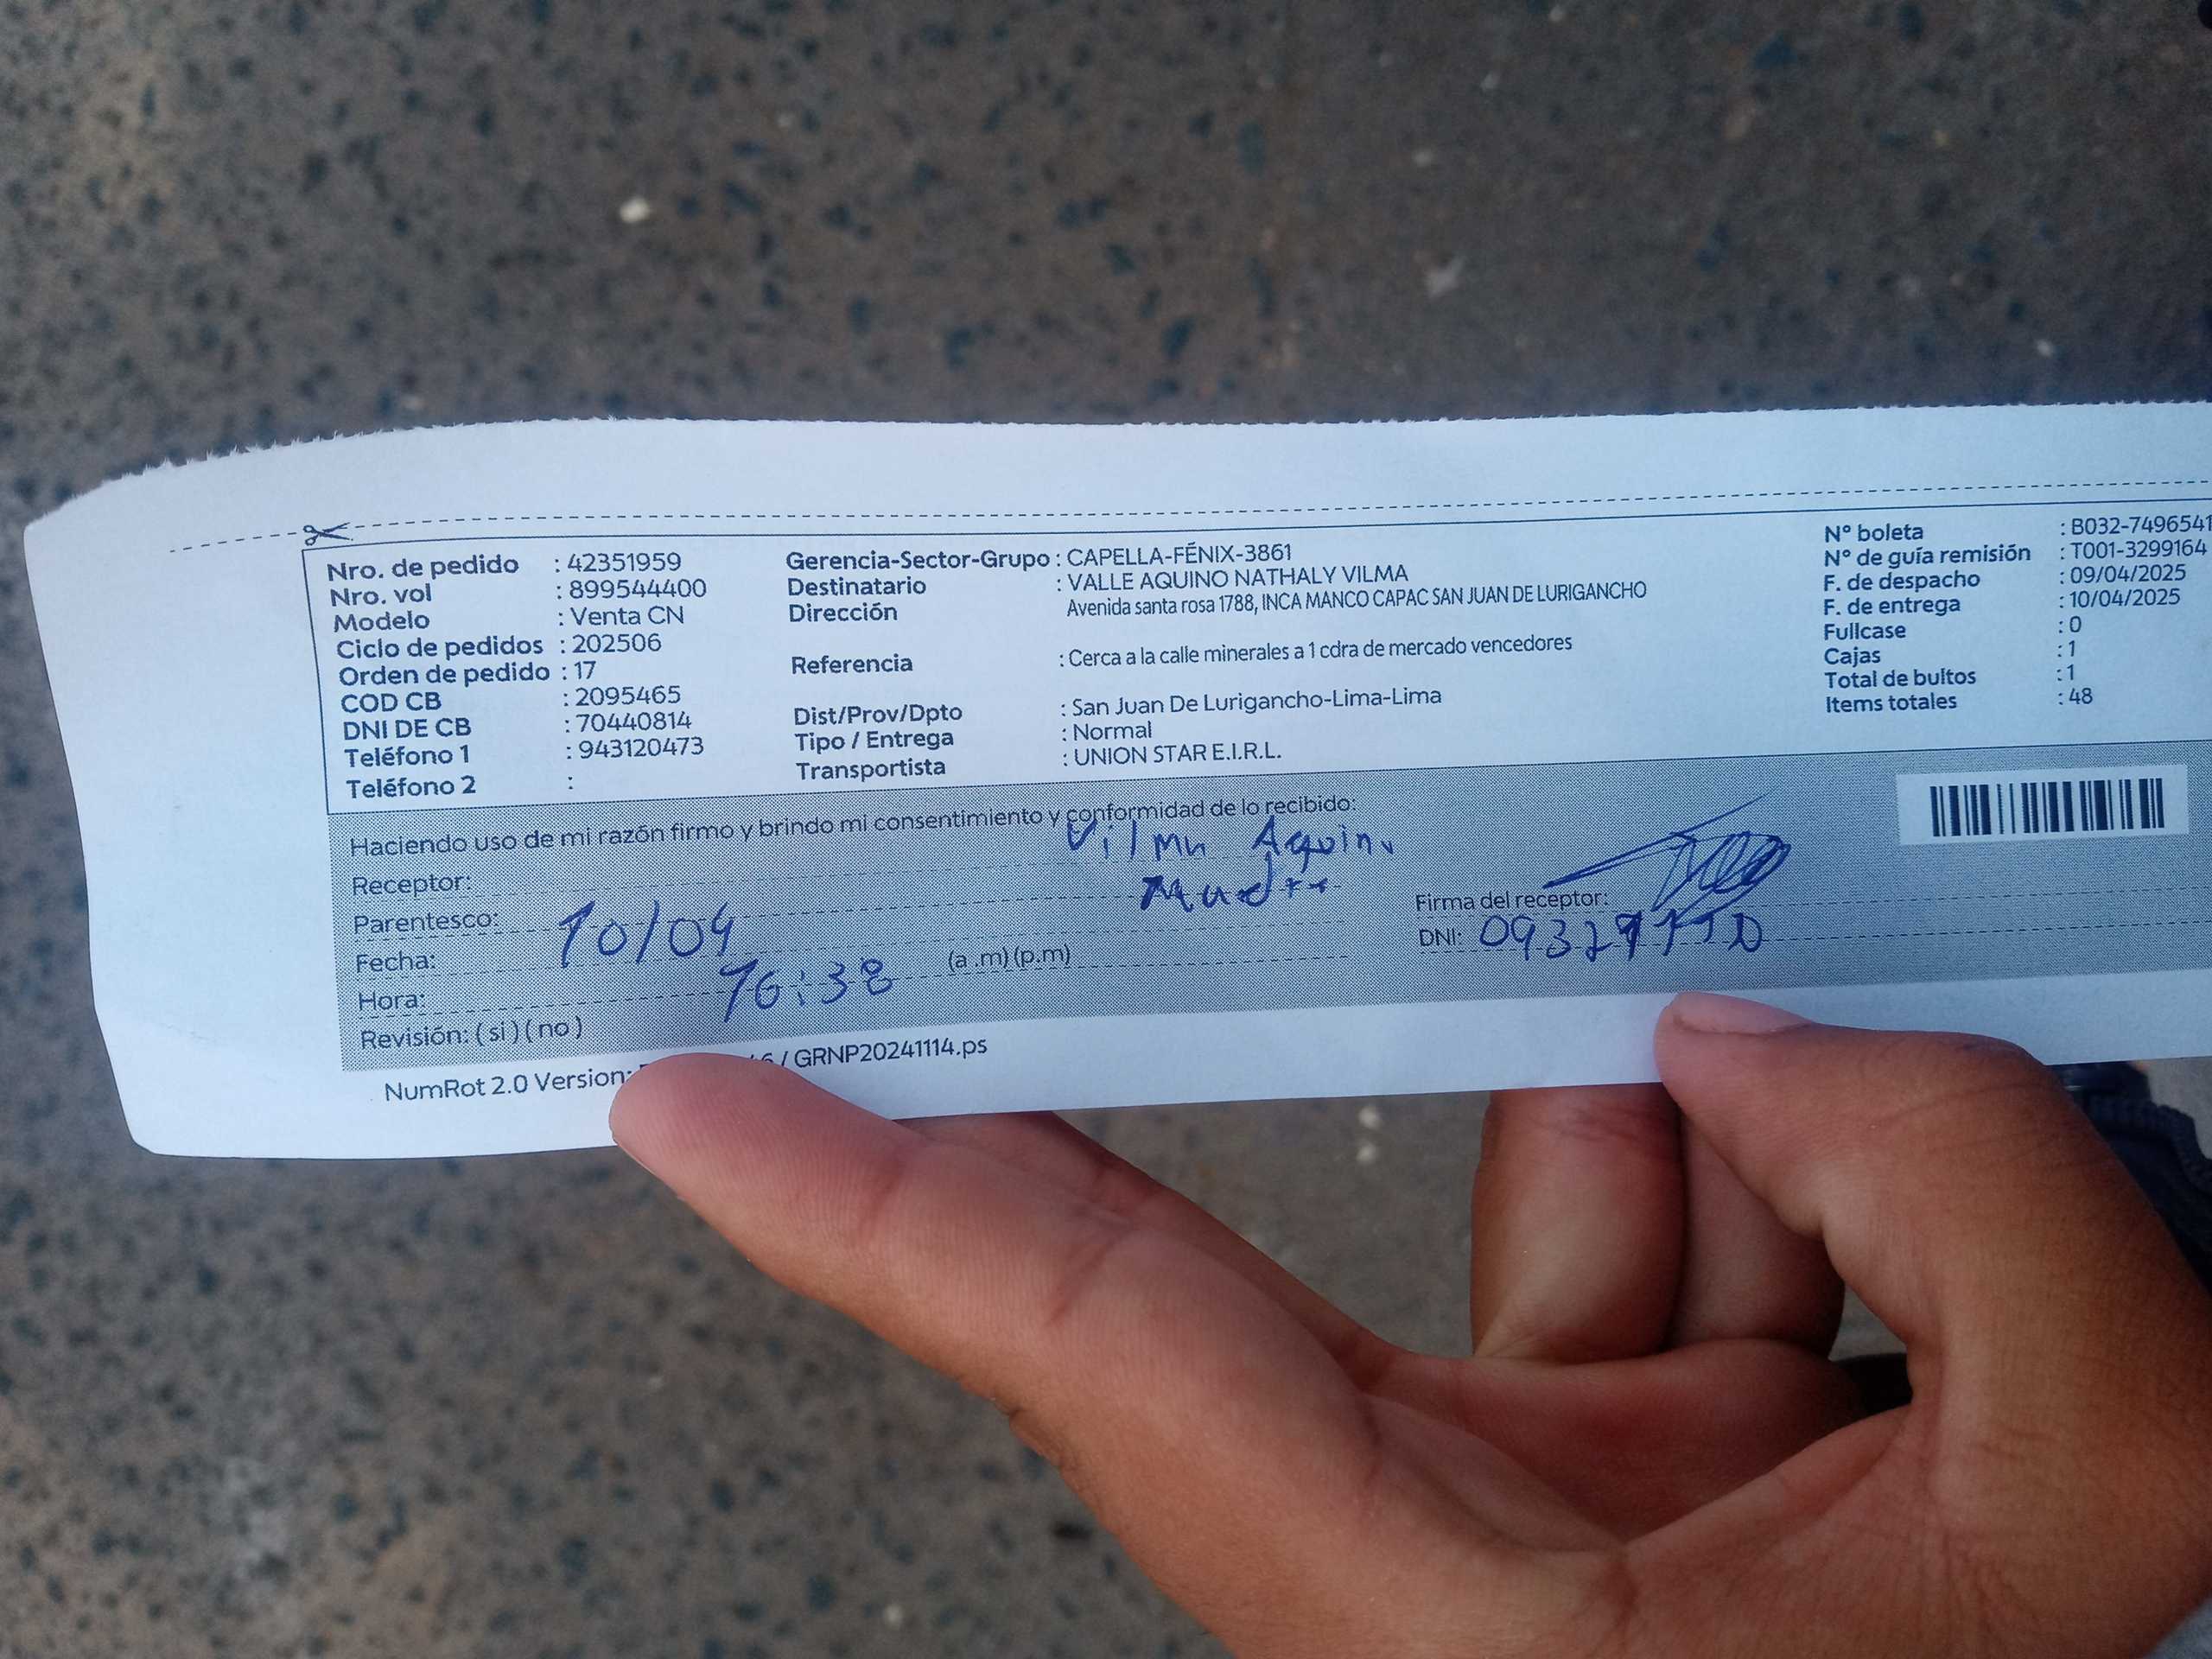 Nro. de pedido : 42351959
Nro. vol : 899544400
Modelo : Venta CN
Ciclo de pedidos : 202506
Orden de pedido : 17
COD CB : 2095465
DNI DE CB : 70440814
Teléfono 1 : 943120473
Teléfono 2 :
Gerencia-Sector-Grupo : CAPELLA-FÉNIX-3861
Destinatario : VALLE AQUINO NATHALY VILMA
Dirección Avenida santa rosa 1788, INCA MANCO CAPAC SAN JUAN DE LURIGANCHO
Referencia : Cerca a la calle minerales a 1 cdra de mercado vencedores
Dist/Prov/Dpto : San Juan De Lurigancho-Lima-Lima
Tipo / Entrega : Normal
Transportista : UNION STAR E.I.R.L.
N° boleta : B032-7496541
N° de guía remisión : T001-3299164
F. de despacho : 09/04/2025
F. de entrega : 10/04/2025
Fullcase : 0
Cajas : 1
Total de bultos : 1
Items totales : 48
Haciendo uso de mi razón firmo y brindo mi consentimiento y conformidad de lo recibido:
Receptor: Vilma Aquino
Parentesco: Madre
Fecha: 10/04
Hora: 16:38 (a .m) (p.m)
Revisión: ( si ) ( no )
Firma del receptor:
DNI:
NumRot 2.0 Version: / GRNP20241114.ps